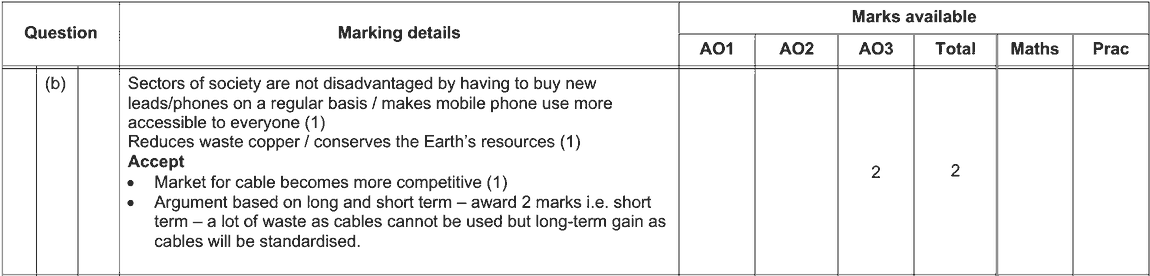 Question
Marking details
Marks available
AO1 AO2 AO3 Total Maths Prac
(b) Sectors of society are not disadvantaged by having to buy new
leads/phones on a regular basis / makes mobile phone use more
accessible to everyone (1)
Reduces waste copper / conserves the Earth's resources (1)
Accept
• Market for cable becomes more competitive (1)
• Argument based on long and short term – award 2 marks i.e. short
term – a lot of waste as cables cannot be used but long-term gain as
cables will be standardised.
2 2